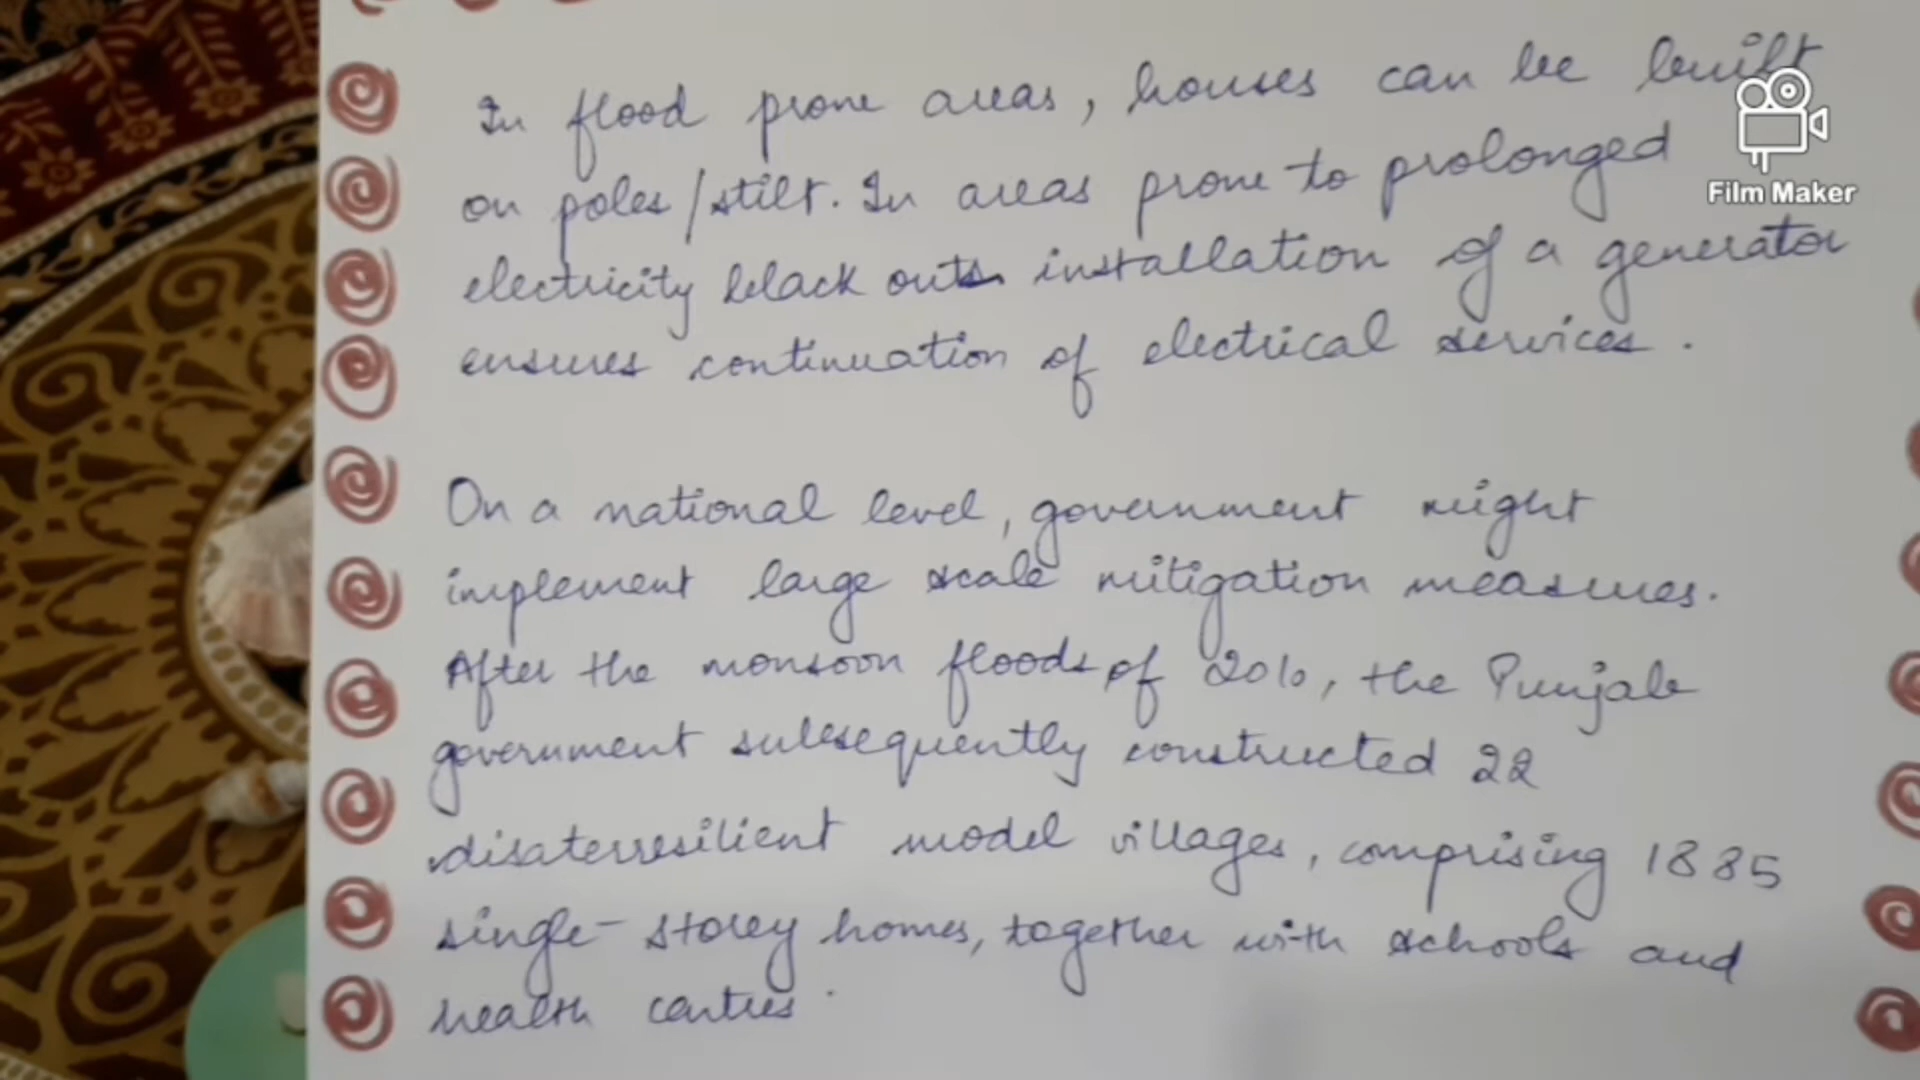 In flood prone areas, houses can be built
on poles/stilt. In areas prone to prolonged
electricity black outs installation of a generator
ensures continuation of electrical services.
On a national level, government might
implement large scale mitigation measures.
After the monsoon floods of 2010, the Punjab
government subsequently constructed 22
disaterresilient model villages, comprising 1885
single-storey homes, together with schools and
health centres.
Film Maker